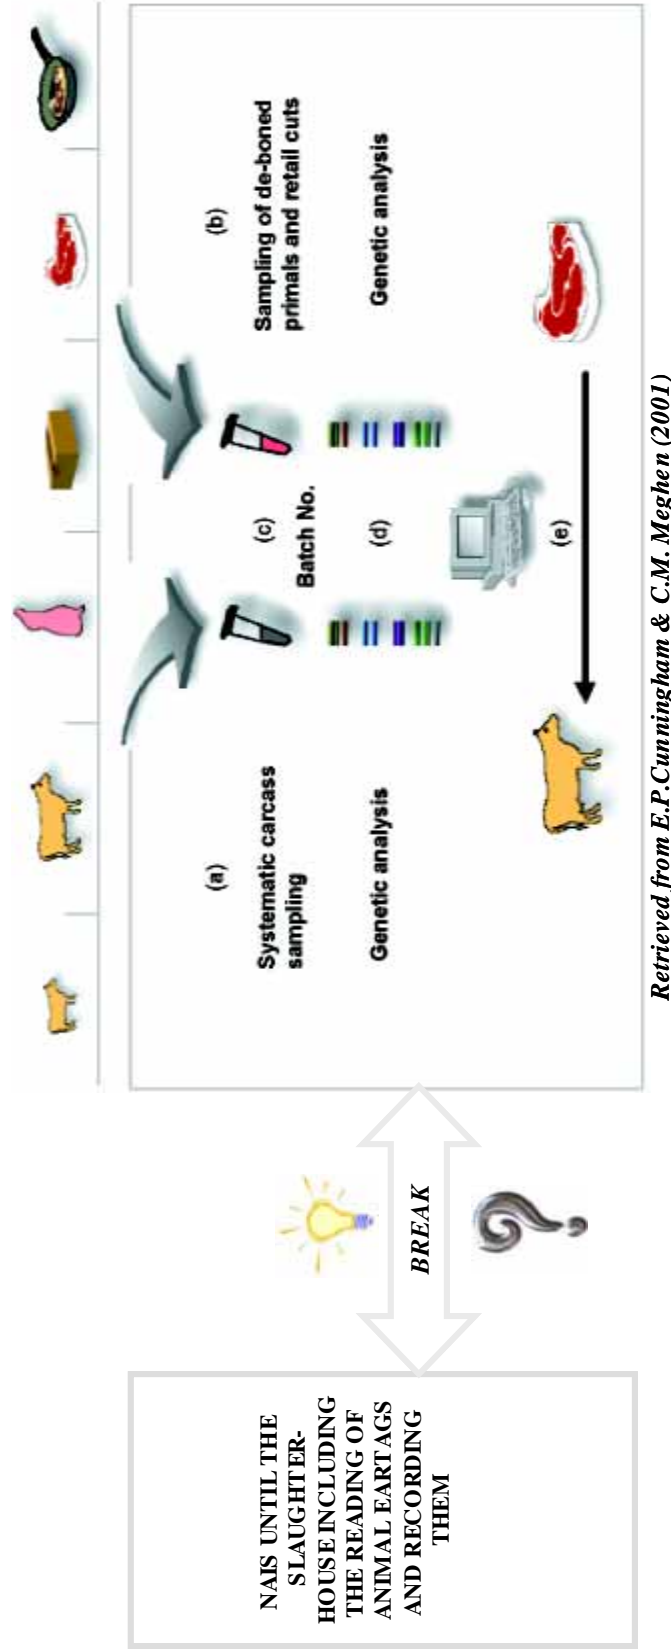 NAIS UNTIL THE
SLAUGHTER-
HOUSE INCLUDING
THE READING OF
ANIMAL EARTAGS
AND RECORDING
THEM
BREAK
(a)
Systematic carcass
sampling
Genetic analysis
(c)
Batch No.
(d)
(e)
(b)
Sampling of de-boned
primals and retail cuts
Genetic analysis
Retrieved from E.P.Cunningham & C.M. Meghen (2001)